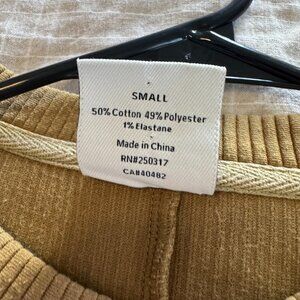 SMALL
50%Cotton 49%Polyester
1%Elastane
Made in China
RN#250317
CA#40482